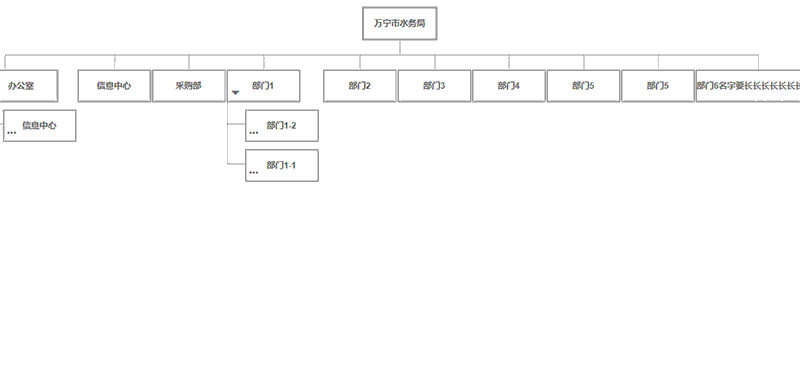 万宁市水务局
办公室
信息中心
采购部
部门1
部门2
部门3
部门4
部门5
部门5
部门6名字要长长长长长长长
信息中心
部门1-2
部门1-1